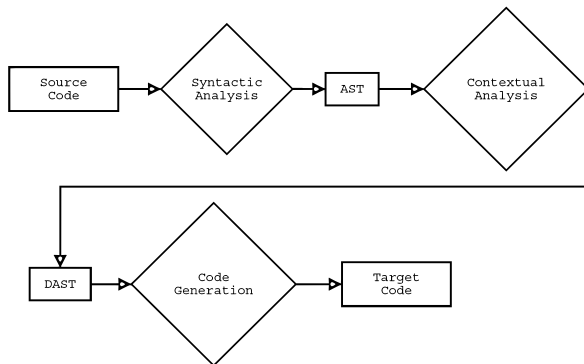 Source
Code
Syntactic
Analysis
AST
Contextual
Analysis
DAST
Code
Generation
Target
Code